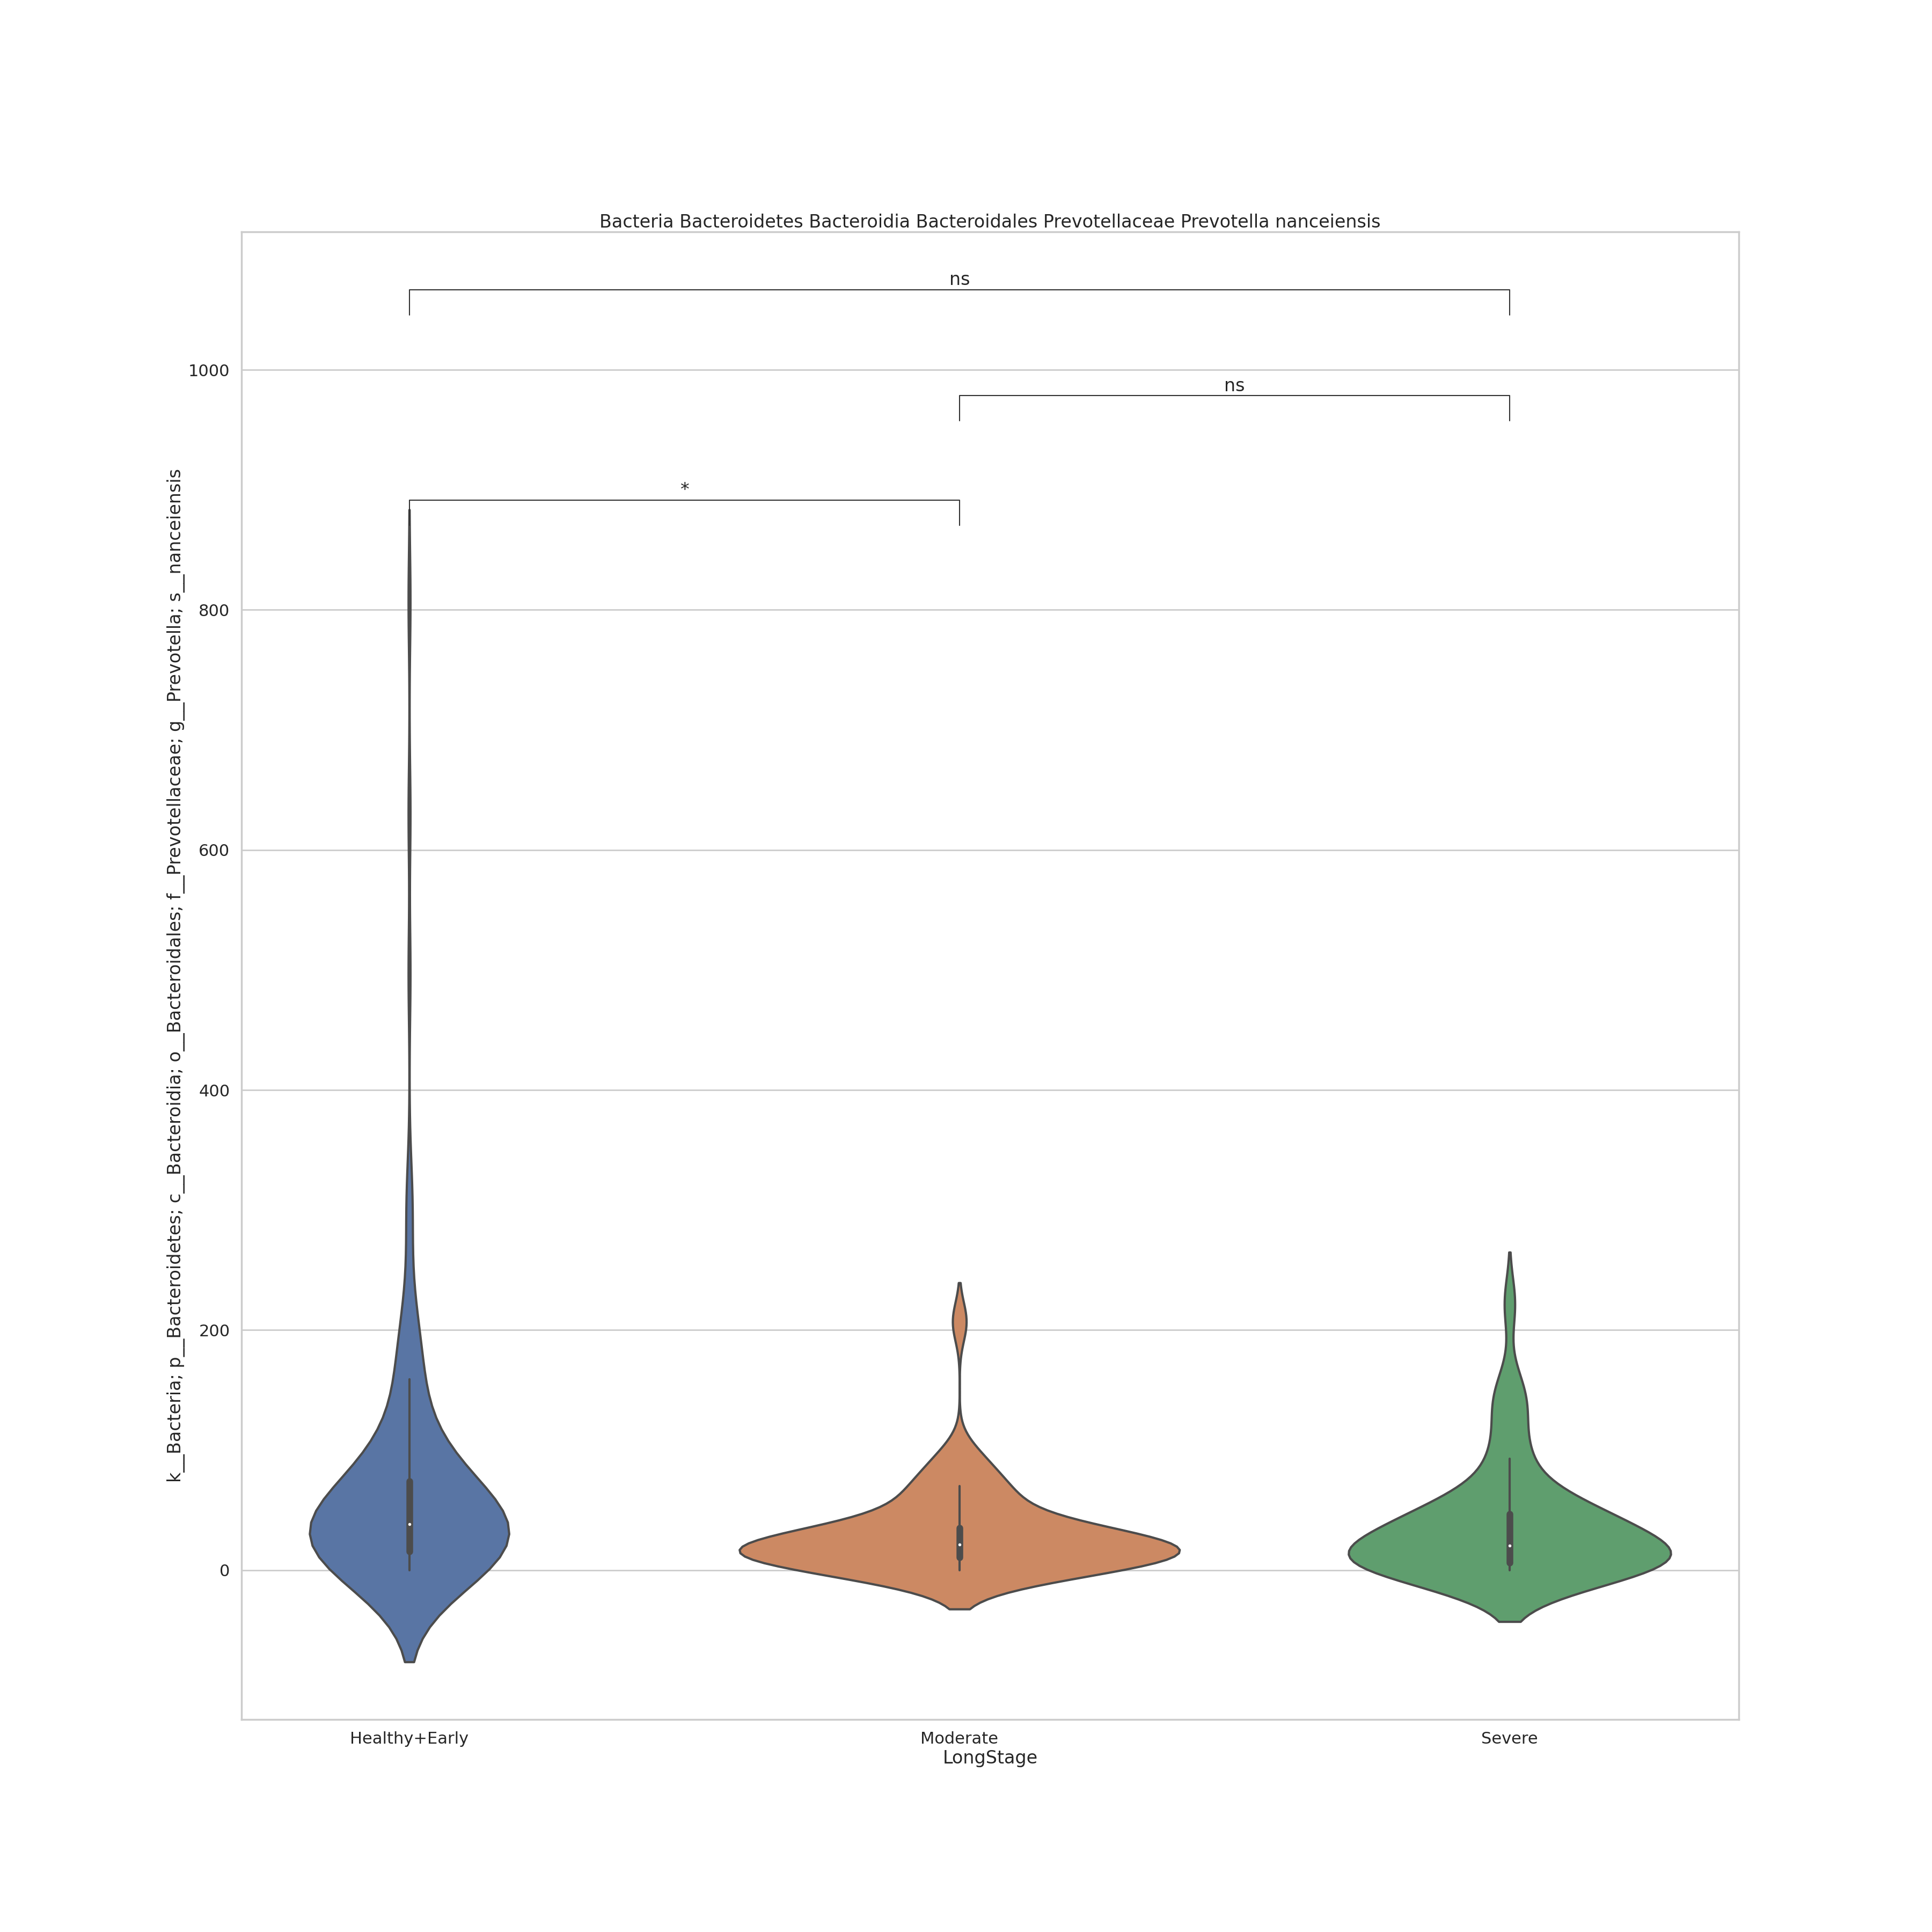 Bacteria Bacteroidetes Bacteroidia Bacteroidales Prevotellaceae Prevotella nanceiensis
ns
1000
ns
*
k__Bacteria; p__Bacteroidetes; c__Bacteroidia; o__Bacteroidales; f__Prevotellaceae; g__Prevotella; s__nanceiensis
800
600
400
200
0
Healthy+Early Moderate Severe
LongStage